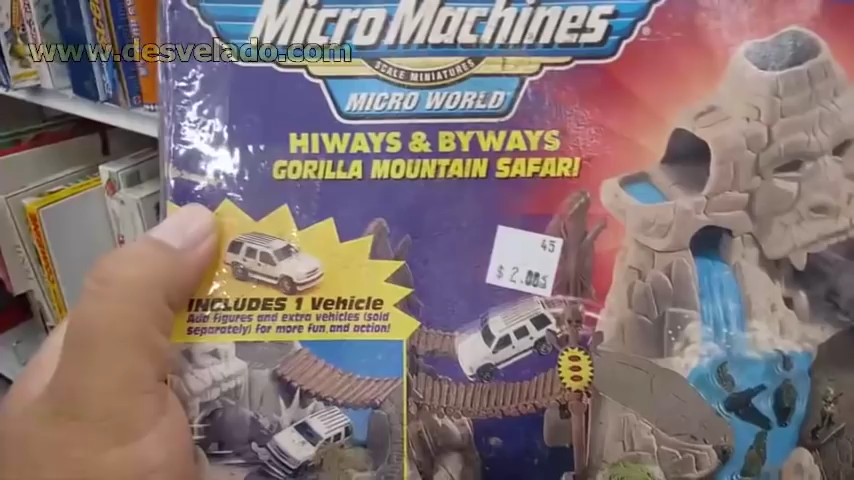 www.desvelado.com
Micro Machines
SCALE MINIATURES
MICRO WORLD
HIWAYS & BYWAYS
GORILLA MOUNTAIN SAFARI!
45
INCLUDES 1 Vehicle
Add figures and extra vehicles (sold
separately) for more fun and action!